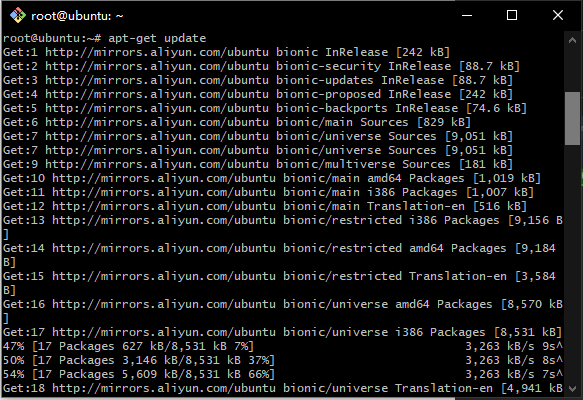 root@ubuntu: ~
root@ubuntu:~# apt-get update
Get:1 http://mirrors.aliyun.com/ubuntu bionic InRelease [242 kB]
Get:2 http://mirrors.aliyun.com/ubuntu bionic-security InRelease [88.7 kB]
Get:3 http://mirrors.aliyun.com/ubuntu bionic-updates InRelease [88.7 kB]
Get:4 http://mirrors.aliyun.com/ubuntu bionic-proposed InRelease [242 kB]
Get:5 http://mirrors.aliyun.com/ubuntu bionic-backports InRelease [74.6 kB]
Get:6 http://mirrors.aliyun.com/ubuntu bionic/main Sources [829 kB]
Get:7 http://mirrors.aliyun.com/ubuntu bionic/universe Sources [9,051 kB]
Get:7 http://mirrors.aliyun.com/ubuntu bionic/universe Sources [9,051 kB]
Get:9 http://mirrors.aliyun.com/ubuntu bionic/multiverse Sources [181 kB]
Get:10 http://mirrors.aliyun.com/ubuntu bionic/main amd64 Packages [1,019 kB]
Get:11 http://mirrors.aliyun.com/ubuntu bionic/main i386 Packages [1,007 kB]
Get:12 http://mirrors.aliyun.com/ubuntu bionic/main Translation-en [516 kB]
Get:13 http://mirrors.aliyun.com/ubuntu bionic/restricted i386 Packages [9,156 B
]
Get:14 http://mirrors.aliyun.com/ubuntu bionic/restricted amd64 Packages [9,184
B]
Get:15 http://mirrors.aliyun.com/ubuntu bionic/restricted Translation-en [3,584
B]
Get:16 http://mirrors.aliyun.com/ubuntu bionic/universe amd64 Packages [8,570 kB
]
Get:17 http://mirrors.aliyun.com/ubuntu bionic/universe i386 Packages [8,531 kB]
47% [17 Packages 627 kB/8,531 kB 7%] 3,263 kB/s 9s^
50% [17 Packages 3,146 kB/8,531 kB 37%] 3,263 kB/s 8s^
54% [17 Packages 5,609 kB/8,531 kB 66%] 3,263 kB/s 7s^
Get:18 http://mirrors.aliyun.com/ubuntu bionic/universe Translation-en [4,941 kB